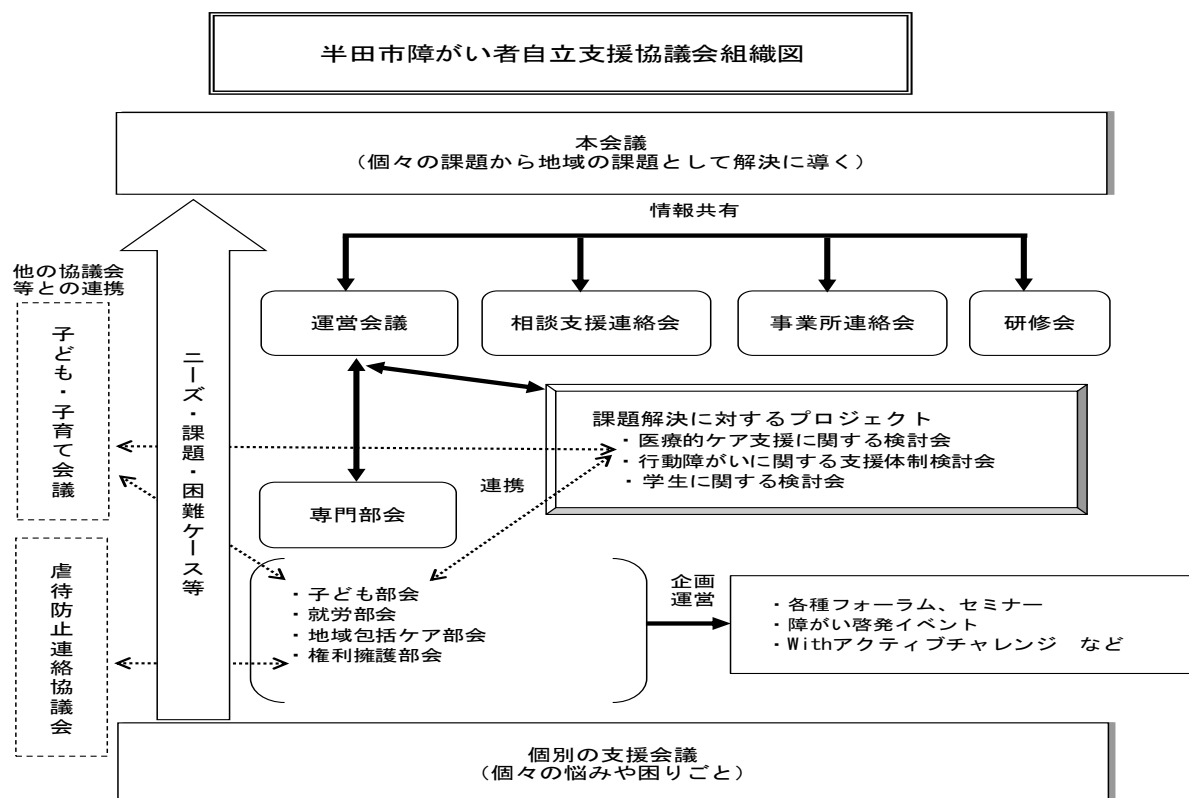 半田市障がい者自立支援協議会組織図
本会議
（個々の課題から地域の課題として解決に導く）
情報共有
他の協議会
等との連携
運営会議
相談支援連絡会
事業所連絡会
研修会
子ども・子育て会議
ニーズ・課題・困難ケース等
課題解決に対するプロジェクト
・医療的ケア支援に関する検討会
・行動障がいに関する支援体制検討会
・学生に関する検討会
連携
専門部会
虐待防止連絡協議会
・子ども部会
・就労部会
・地域包括ケア部会
・権利擁護部会
企画
運営
・各種フォーラム、セミナー
・障がい啓発イベント
・Withアクティブチャレンジ　など
個別の支援会議
（個々の悩みや困りごと）